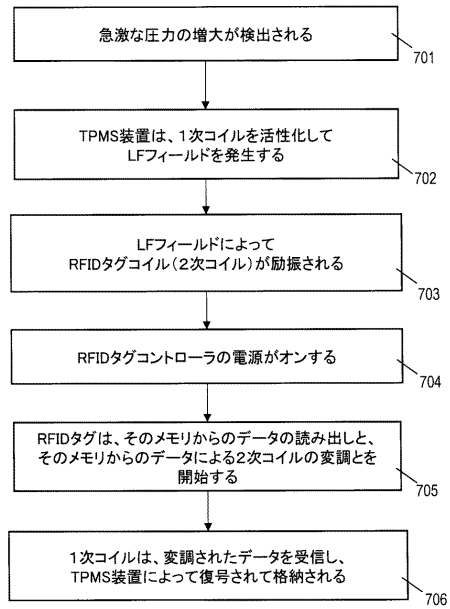 急激な圧力の増大が検出される
701
TPMS装置は、1次コイルを活性化して
LFフィールドを発生する
702
LFフィールドによって
RFIDタグコイル(2次コイル)が励振される
703
RFIDタグコントローラの電源がオンする
704
RFIDタグは、そのメモリからのデータの読み出しと、
そのメモリからのデータによる2次コイルの変調とを
開始する
705
1次コイルは、変調されたデータを受信し、
TPMS装置によって復号されて格納される
706